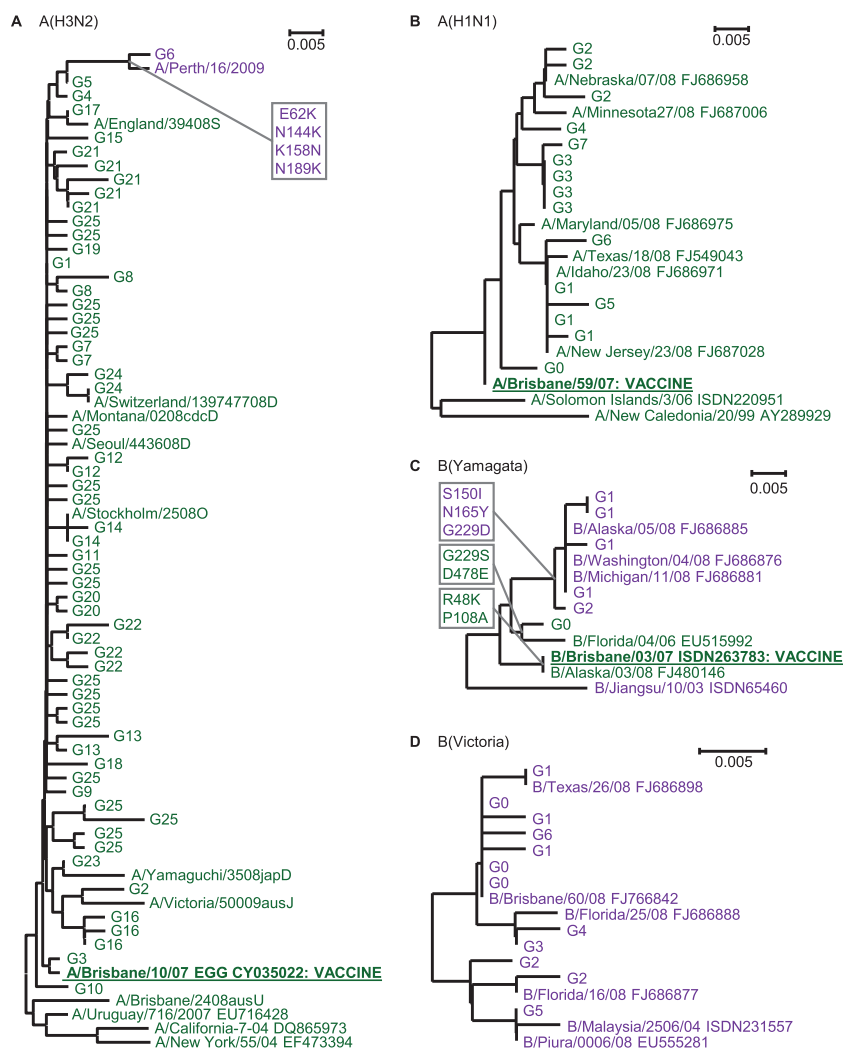 A A(H3N2)
0.005
G6
A/Perth/16/2009
G5
G4
G17
A/England/39408S
G15
G21
G21
G21
G21
G21
G25
G25
G19
G1
G8
G8
G25
G25
G25
G7
G7
G24
G24
A/Switzerland/139747708D
A/Montana/0208cdcD
G25
A/Seoul/443608D
G12
G12
G25
G25
A/Stockholm/2508O
G14
G14
G11
G25
G25
G20
G20
G22
G22
G22
G22
G25
G25
G25
G25
G13
G13
G18
G25
G9
G25
G25
G25
G25
G23
A/Yamaguchi/3508japD
G2
A/Victoria/50009ausJ
G16
G16
G16
G3
A/Brisbane/10/07 EGG CY035022: VACCINE
G10
A/Brisbane/2408ausU
A/Uruguay/716/2007 EU716428
A/California-7-04 DQ865973
A/New York/55/04 EF473394
E62K
N144K
K158N
N189K
B A(H1N1)
0.005
G2
G2
A/Nebraska/07/08 FJ686958
G2
A/Minnesota27/08 FJ687006
G4
G7
G3
G3
G3
G3
A/Maryland/05/08 FJ686975
G6
A/Texas/18/08 FJ549043
A/Idaho/23/08 FJ686971
G1
G5
G1
G1
A/New Jersey/23/08 FJ687028
G0
A/Brisbane/59/07: VACCINE
A/Solomon Islands/3/06 ISDN220951
A/New Caledonia/20/99 AY289929
C B(Yamagata)
0.005
S150I
N165Y
G229D
G229S
D478E
R48K
P108A
G1
G1
B/Alaska/05/08 FJ686885
G1
B/Washington/04/08 FJ686876
B/Michigan/11/08 FJ686881
G1
G2
G0
B/Florida/04/06 EU515992
B/Brisbane/03/07 ISDN263783: VACCINE
B/Alaska/03/08 FJ480146
B/Jiangsu/10/03 ISDN65460
D B(Victoria)
0.005
G1
B/Texas/26/08 FJ686898
G0
G1
G6
G1
G0
G0
B/Brisbane/60/08 FJ766842
B/Florida/25/08 FJ686888
G4
G3
G2
G2
B/Florida/16/08 FJ686877
G5
B/Malaysia/2506/04 ISDN231557
B/Piura/0006/08 EU555281